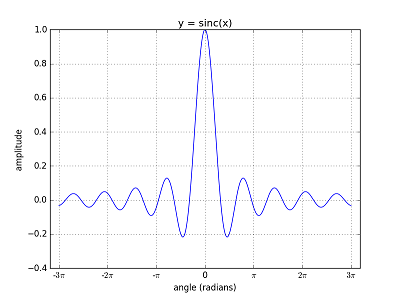 y = sinc(x)
1.0
0.8
0.6
0.4
0.2
0.0
−0.2
−0.4
amplitude
-3π -2π -π 0 π 2π 3π
angle (radians)